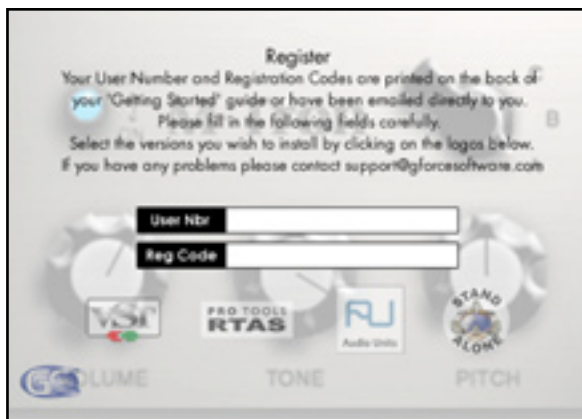 Register
Your User Number and Registration Codes are printed on the back of
your "Getting Started" guide or have been emailed directly to you.
Please fill in the following fields carefully.
Select the versions you wish to install by clicking on the logos below.
If you have any problems please contact support@gforcesoftware.com
B
User Nbr
Reg Code
VST
PRO TOOLS
RTAS
Audio Units
STAND
ALONE
VOLUME
TONE
PITCH